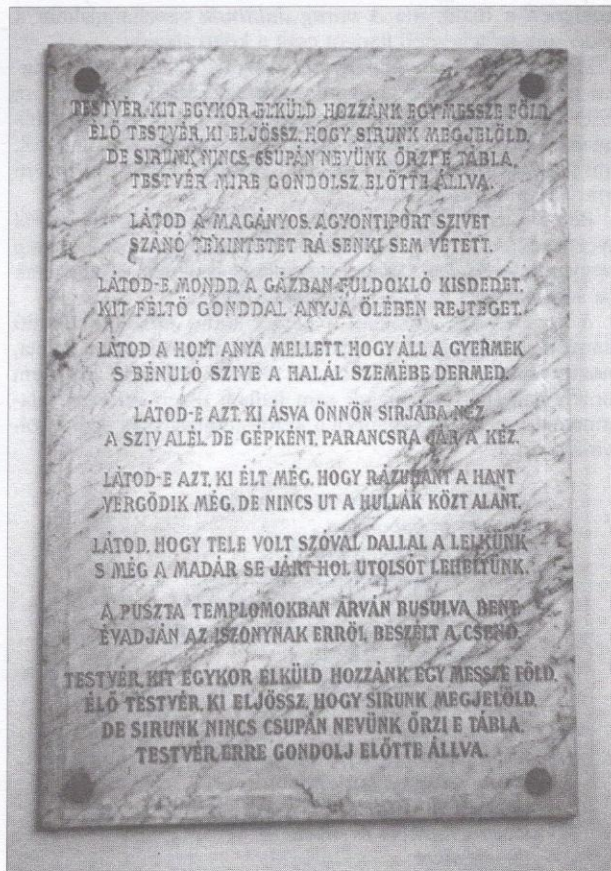 TESTVÉR, KIT EGYKOR ELKÜLD HOZZÁNK EGY MESSZE FÖLD,
ÉLŐ TESTVÉR, KI ELJÖSSZ, HOGY SIRUNK MEGJELÖLD,
DE SIRUNK NINCS CSUPÁN NEVÜNK ŐRZI E TÁBLA,
TESTVÉR MIRE GONDOLSZ ELŐTTE ÁLLVA.
LÁTOD A MAGÁNYOS, AGYONTIPORT SZIVET
SZÁNÓ TEKINTETET RÁ SENKI SEM VETETT.
LÁTOD-E, MONDD, A GÁZBAN FULDOKLÓ KISDEDET,
KIT FÉLTŐ GONDDAL ANYJA ÖLÉBEN REJTEGET.
LÁTOD A HOLT ANYA MELLETT, HOGY ÁLL A GYERMEK
S BÉNULÓ SZIVE A HALÁL SZEMÉBE DERMED.
LÁTOD-E AZT, KI ÁSVA ÖNNÖN SIRJÁBA NÉZ
A SZIV ALÉL DE GÉPKÉNT, PARANCSRA JÁR A KÉZ.
LÁTOD-E AZT, KI ÉLT MÉG, HOGY RÁZUHANT A HANT
VERGŐDIK MÉG, DE NINCS UT A HULLÁK KÖZT ALANT.
LÁTOD, HOGY TELE VOLT SZÓVAL DALLAL A LELKÜNK
S MÉG A MADÁR SE JÁRT HOL UTOLSÓT LEHELTÜNK.
A PUSZTA TEMPLOMOKBAN ÁRVÁN BUSULVA BENT
ÉVADJÁN AZ ISZONYNAK ERRŐL BESZÉLT A CSEND.
TESTVÉR, KIT EGYKOR ELKÜLD HOZZÁNK EGY MESSZE FÖLD,
ÉLŐ TESTVÉR, KI ELJÖSSZ, HOGY SIRUNK MEGJELÖLD,
DE SIRUNK NINCS CSUPÁN NEVÜNK ŐRZI E TÁBLA,
TESTVÉR, ERRE GONDOLJ ELŐTTE ÁLLVA.